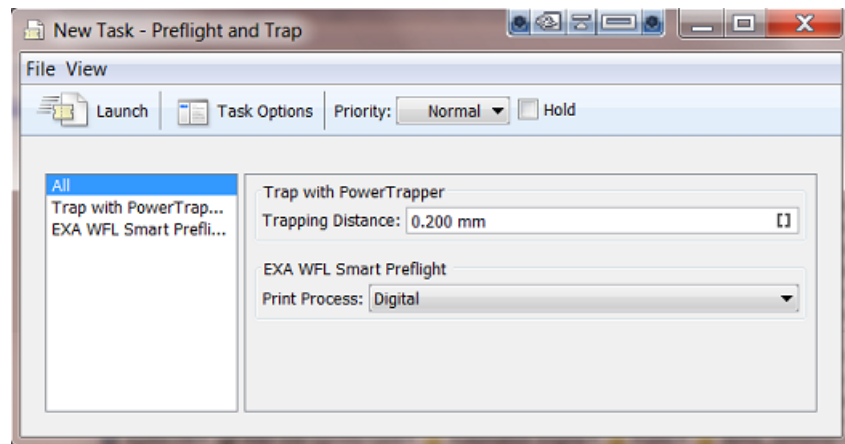 New Task - Preflight and Trap
File View
Launch Task Options Priority: Normal Hold
All
Trap with PowerTrap...
EXA WFL Smart Prefli...
Trap with PowerTrapper
Trapping Distance: 0.200 mm []
EXA WFL Smart Preflight
Print Process: Digital